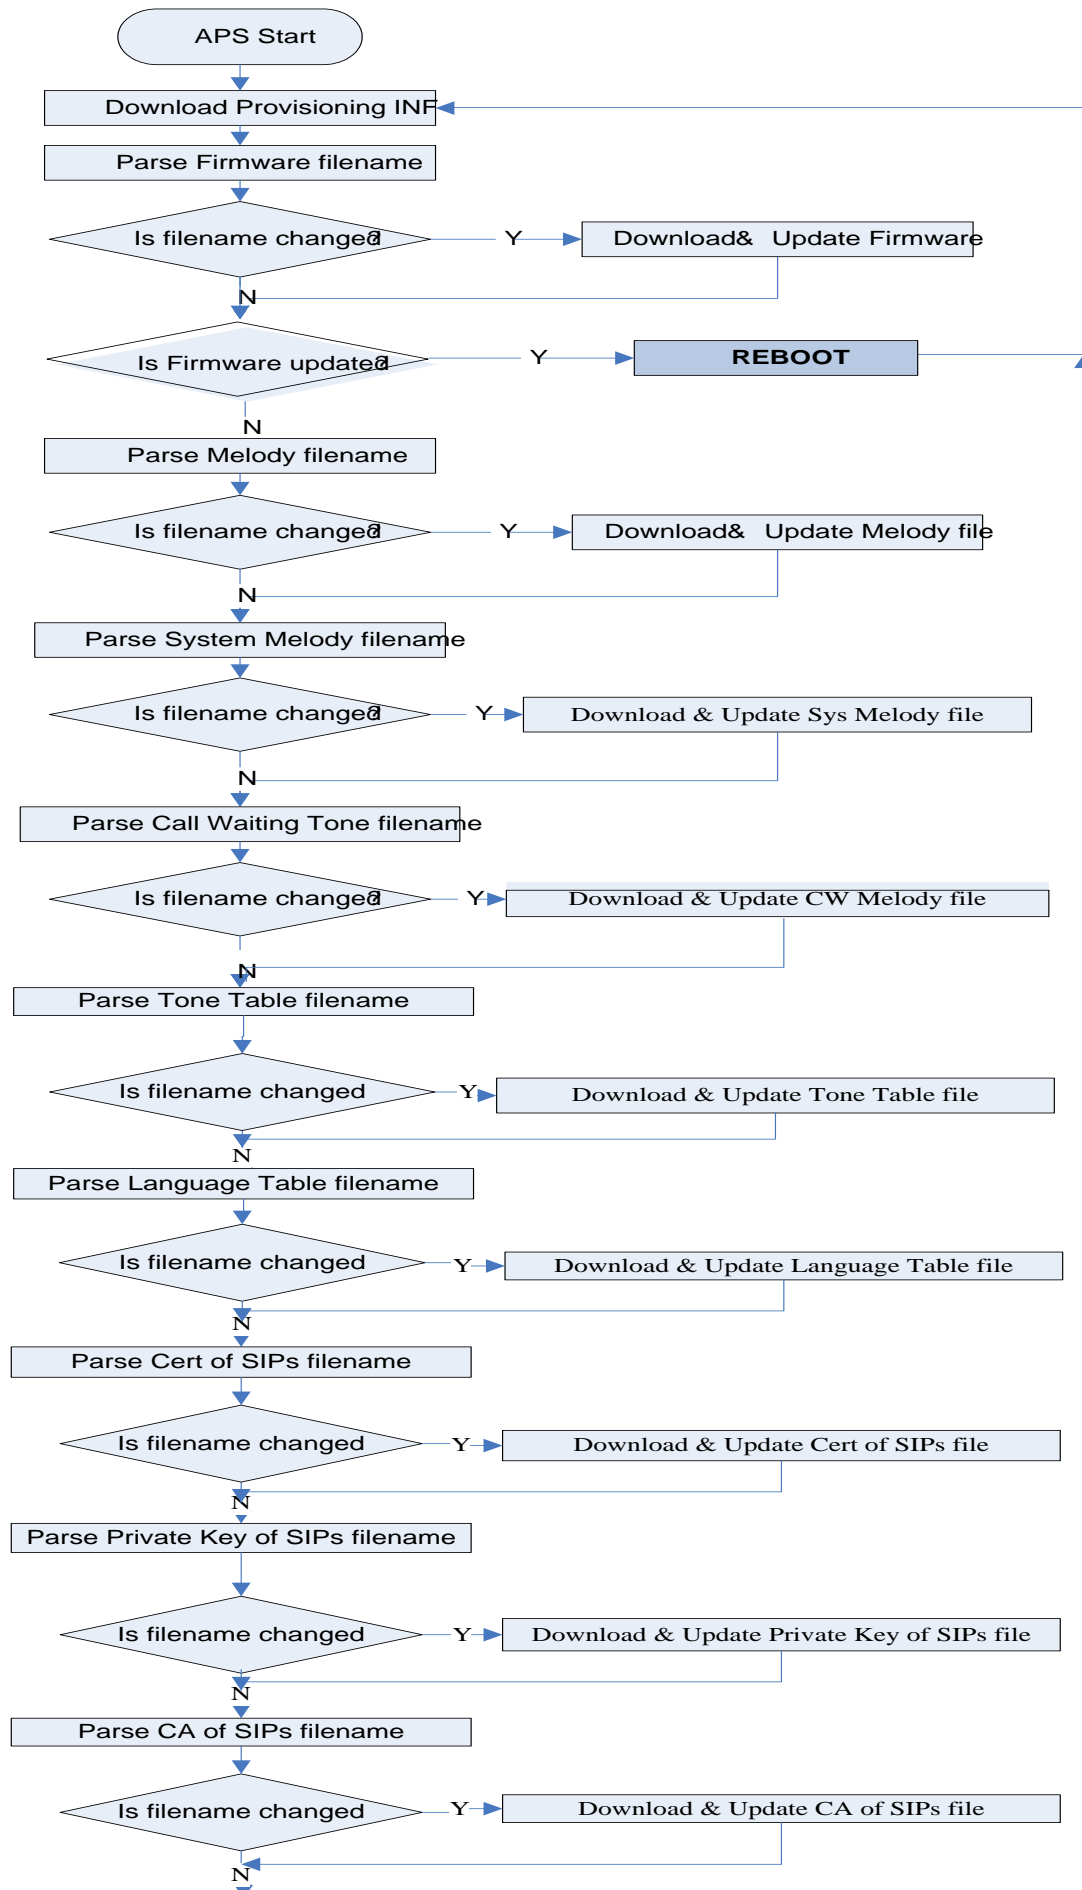 APS Start
Download Provisioning INF
Parse Firmware filename
Is filename changed?
Y
Download& Update Firmware
N
Is Firmware updated?
Y
REBOOT
N
Parse Melody filename
Is filename changed?
Y
Download& Update Melody file
N
Parse System Melody filename
Is filename changed?
Y
Download & Update Sys Melody file
N
Parse Call Waiting Tone filename
Is filename changed?
Y
Download & Update CW Melody file
N
Parse Tone Table filename
Is filename changed
Y
Download & Update Tone Table file
N
Parse Language Table filename
Is filename changed
Y
Download & Update Language Table file
N
Parse Cert of SIPs filename
Is filename changed
Y
Download & Update Cert of SIPs file
N
Parse Private Key of SIPs filename
Is filename changed
Y
Download & Update Private Key of SIPs file
N
Parse CA of SIPs filename
Is filename changed
Y
Download & Update CA of SIPs file
N